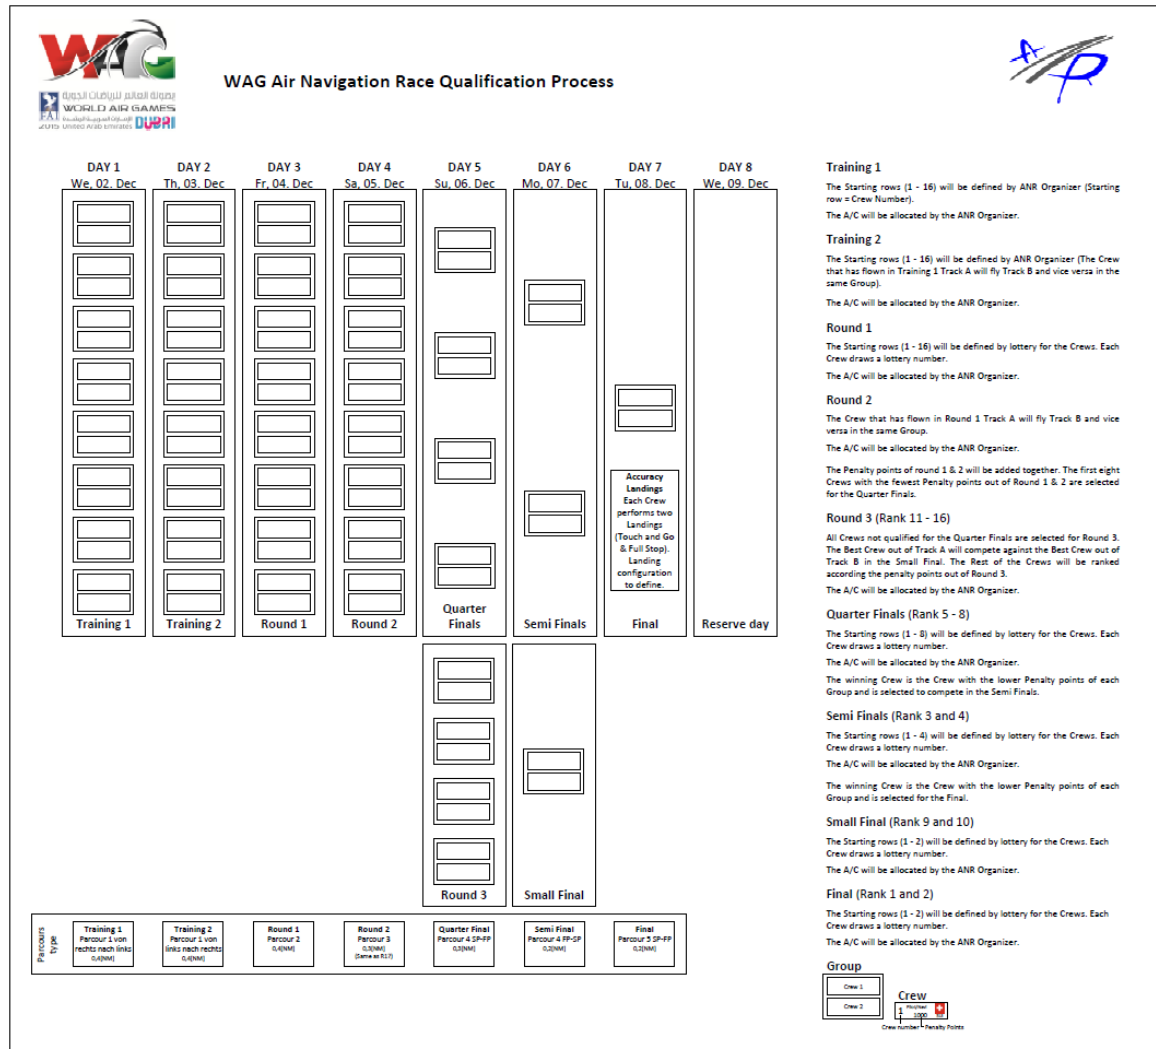 WAG
بطولة العالم للرياضات الجوية
WORLD AIR GAMES
FAI
2015 United Arab Emirates DUBAI
WAG Air Navigation Race Qualification Process
DAY 1
We, 02. Dec
DAY 2
Th, 03. Dec
DAY 3
Fr, 04. Dec
DAY 4
Sa, 05. Dec
DAY 5
Su, 06. Dec
DAY 6
Mo, 07. Dec
DAY 7
Tu, 08. Dec
DAY 8
We, 09. Dec
Accuracy
Landings
Each Crew
performs two
Landings
(Touch and Go
& Full Stop).
Landing
configuration
to define.
Training 1
Training 2
Round 1
Round 2
Quarter
Finals
Semi Finals
Final
Reserve day
Round 3
Small Final
Parcours
type
Training 1
Parcour 1 von
rechts nach links
0,4[NM]
Training 2
Parcour 1 von
links nach rechts
0,4[NM]
Round 1
Parcour 2
0,4[NM]
Round 2
Parcour 3
0,3[NM]
(Same as R1?)
Quarter Final
Parcour 4 SP-FP
0,3[NM]
Semi Final
Parcour 4 FP-SP
0,2[NM]
Final
Parcour 5 SP-FP
0,2[NM]
Training 1
The Starting rows (1 - 16) will be defined by ANR Organizer (Starting
row = Crew Number).
The A/C will be allocated by the ANR Organizer.
Training 2
The Starting rows (1 - 16) will be defined by ANR Organizer (The Crew
that has flown in Training 1 Track A will fly Track B and vice versa in the
same Group).
The A/C will be allocated by the ANR Organizer.
Round 1
The Starting rows (1 - 16) will be defined by lottery for the Crews. Each
Crew draws a lottery number.
The A/C will be allocated by the ANR Organizer.
Round 2
The Crew that has flown in Round 1 Track A will fly Track B and vice
versa in the same Group.
The A/C will be allocated by the ANR Organizer.
The Penalty points of round 1 & 2 will be added together. The first eight
Crews with the fewest Penalty points out of Round 1 & 2 are selected
for the Quarter Finals.
Round 3 (Rank 11 - 16)
All Crews not qualified for the Quarter Finals are selected for Round 3.
The Best Crew out of Track A will compete against the Best Crew out of
Track B in the Small Final. The Rest of the Crews will be ranked
according the penalty points out of Round 3.
The A/C will be allocated by the ANR Organizer.
Quarter Finals (Rank 5 - 8)
The Starting rows (1 - 8) will be defined by lottery for the Crews. Each
Crew draws a lottery number.
The A/C will be allocated by the ANR Organizer.
The winning Crew is the Crew with the lower Penalty points of each
Group and is selected to compete in the Semi Finals.
Semi Finals (Rank 3 and 4)
The Starting rows (1 - 4) will be defined by lottery for the Crews. Each
Crew draws a lottery number.
The A/C will be allocated by the ANR Organizer.
The winning Crew is the Crew with the lower Penalty points of each
Group and is selected for the Final.
Small Final (Rank 9 and 10)
The Starting rows (1 - 2) will be defined by lottery for the Crews. Each
Crew draws a lottery number.
The A/C will be allocated by the ANR Organizer.
Final (Rank 1 and 2)
The Starting rows (1 - 2) will be defined by lottery for the Crews. Each
Crew draws a lottery number.
The A/C will be allocated by the ANR Organizer.
Group
Crew 1
Crew 2
Crew
1
1000
Crew number
Penalty Points